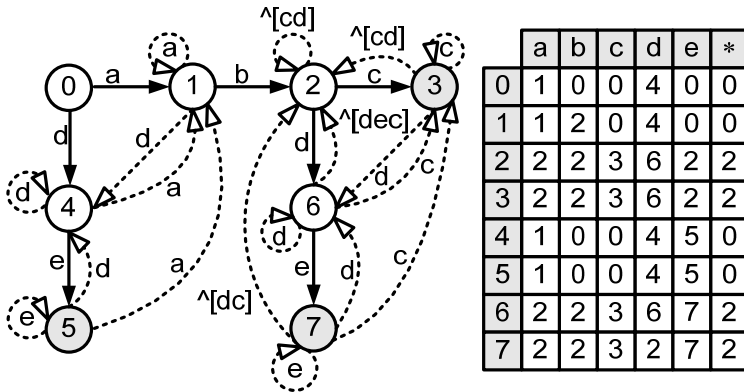 ^[cd]
^[cd]
a
c
0
a
1
b
2
c
3
^[dec]
d
d
d
d
c
d
4
a
6
d
e
d
a
e
d
c
^[dc]
e
5
7
e
a b c d e *
0 1 0 0 4 0 0
1 1 2 0 4 0 0
2 2 2 3 6 2 2
3 2 2 3 6 2 2
4 1 0 0 4 5 0
5 1 0 0 4 5 0
6 2 2 3 6 7 2
7 2 2 3 2 7 2